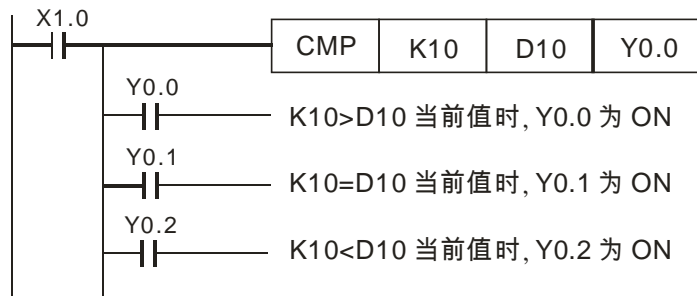 X1.0
CMP K10 D10 Y0.0
Y0.0
K10>D10 当前值时, Y0.0 为 ON
Y0.1
K10=D10 当前值时, Y0.1 为 ON
Y0.2
K10<D10 当前值时, Y0.2 为 ON